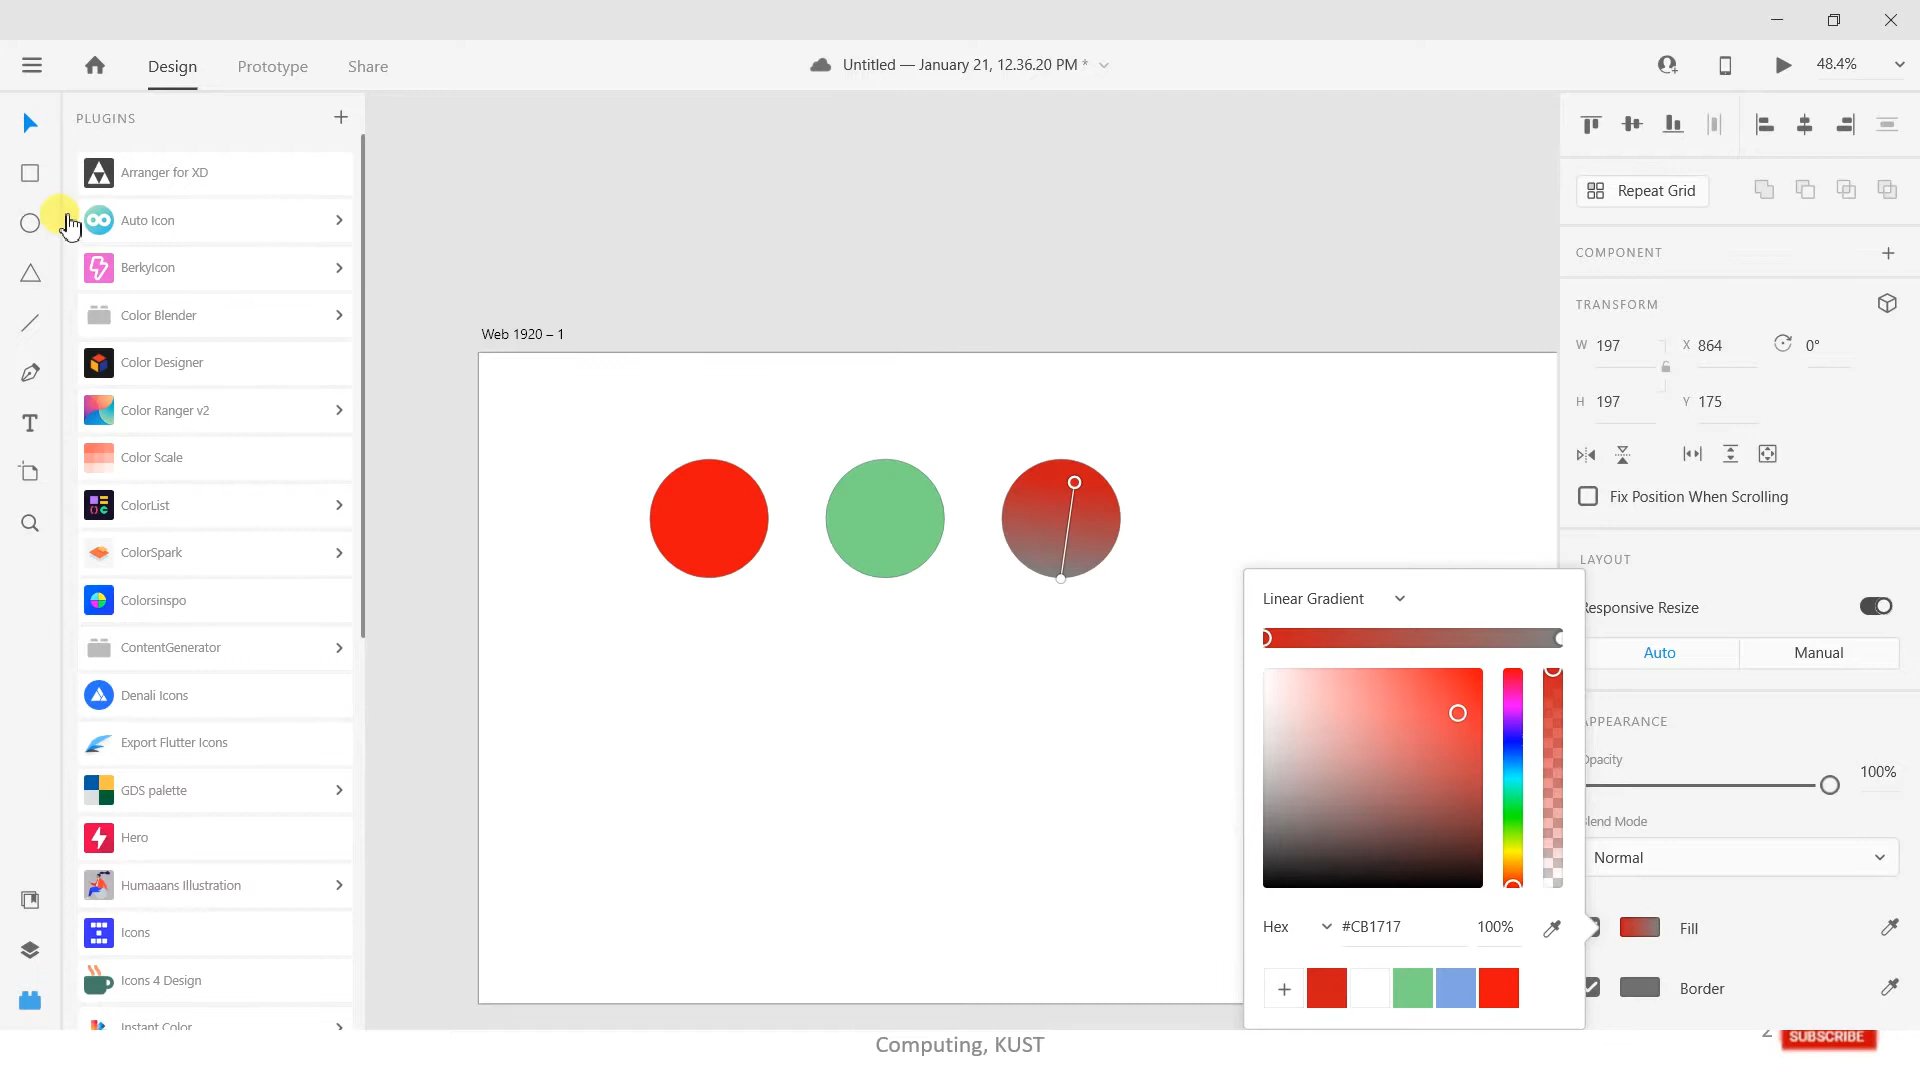 Design
Prototype
Share
Untitled — January 21, 12.36.20 PM *
48.4%
PLUGINS
Arranger for XD
Auto Icon
BerkyIcon
Color Blender
Color Designer
Color Ranger v2
Color Scale
ColorList
ColorSpark
Colorsinspo
ContentGenerator
Denali Icons
Export Flutter Icons
GDS palette
Hero
Humaaans Illustration
Icons
Icons 4 Design
Instant Color
Web 1920 – 1
Linear Gradient
Hex #CB1717 100%
Repeat Grid
COMPONENT
TRANSFORM
W 197 X 864 0°
H 197 Y 175
Fix Position When Scrolling
LAYOUT
Responsive Resize
Auto Manual
APPEARANCE
Opacity
100%
Blend Mode
Normal
Fill
Border
Computing, KUST
2
SUBSCRIBE